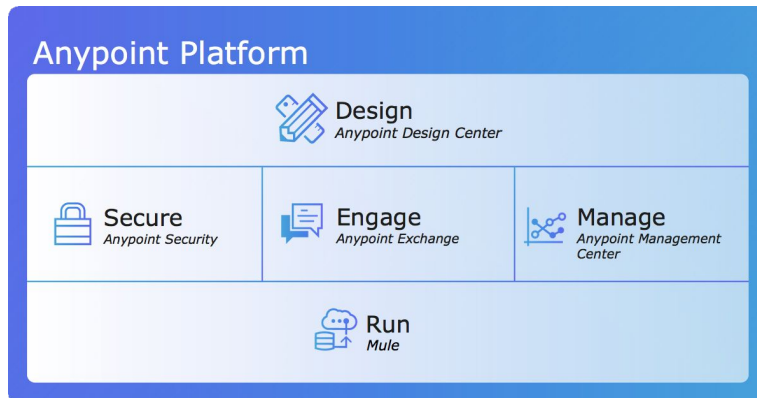 Anypoint Platform
Design
Anypoint Design Center
Secure
Anypoint Security
Engage
Anypoint Exchange
Manage
Anypoint Management
Center
Run
Mule